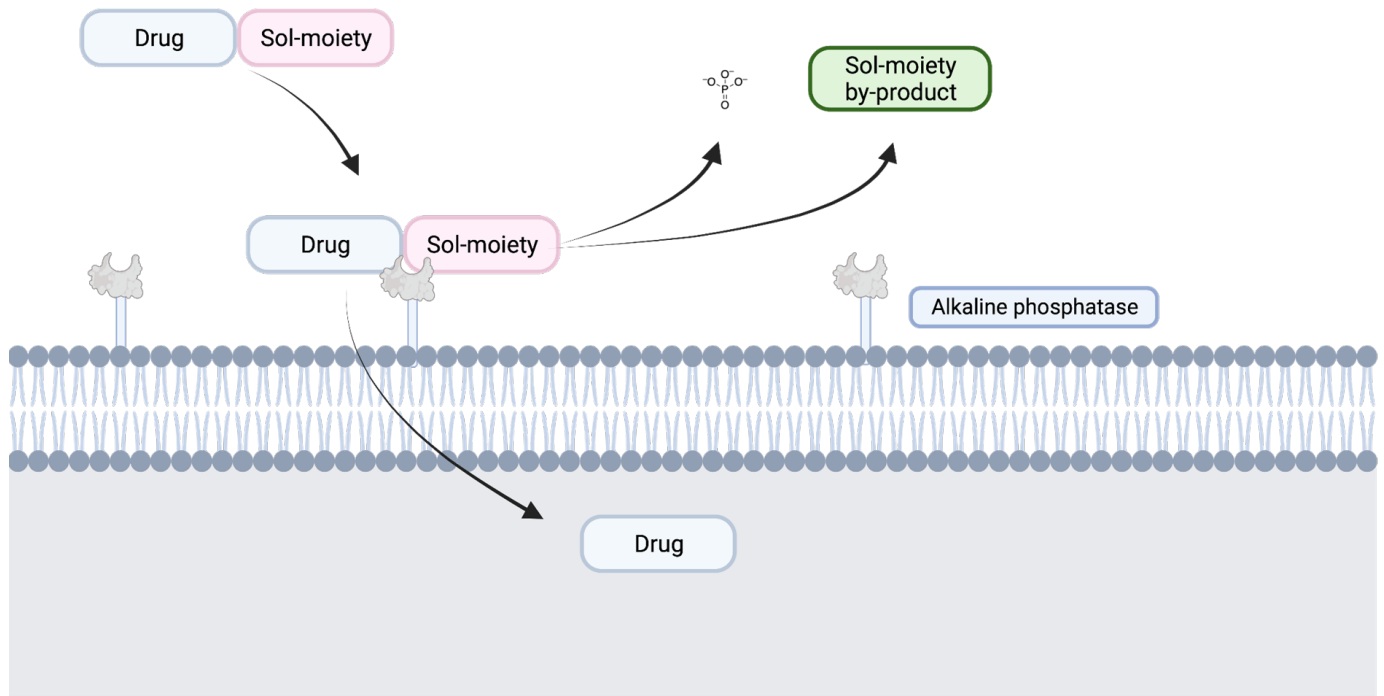 Drug
Sol-moiety
Sol-moiety
by-product
O⁻
⁻O
O⁻
P
O
Drug
Sol-moiety
Alkaline phosphatase
Drug